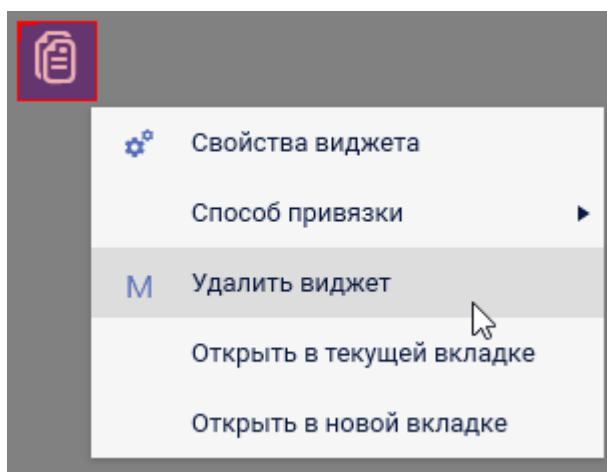 Свойства виджета
Способ привязки
M Удалить виджет
Открыть в текущей вкладке
Открыть в новой вкладке